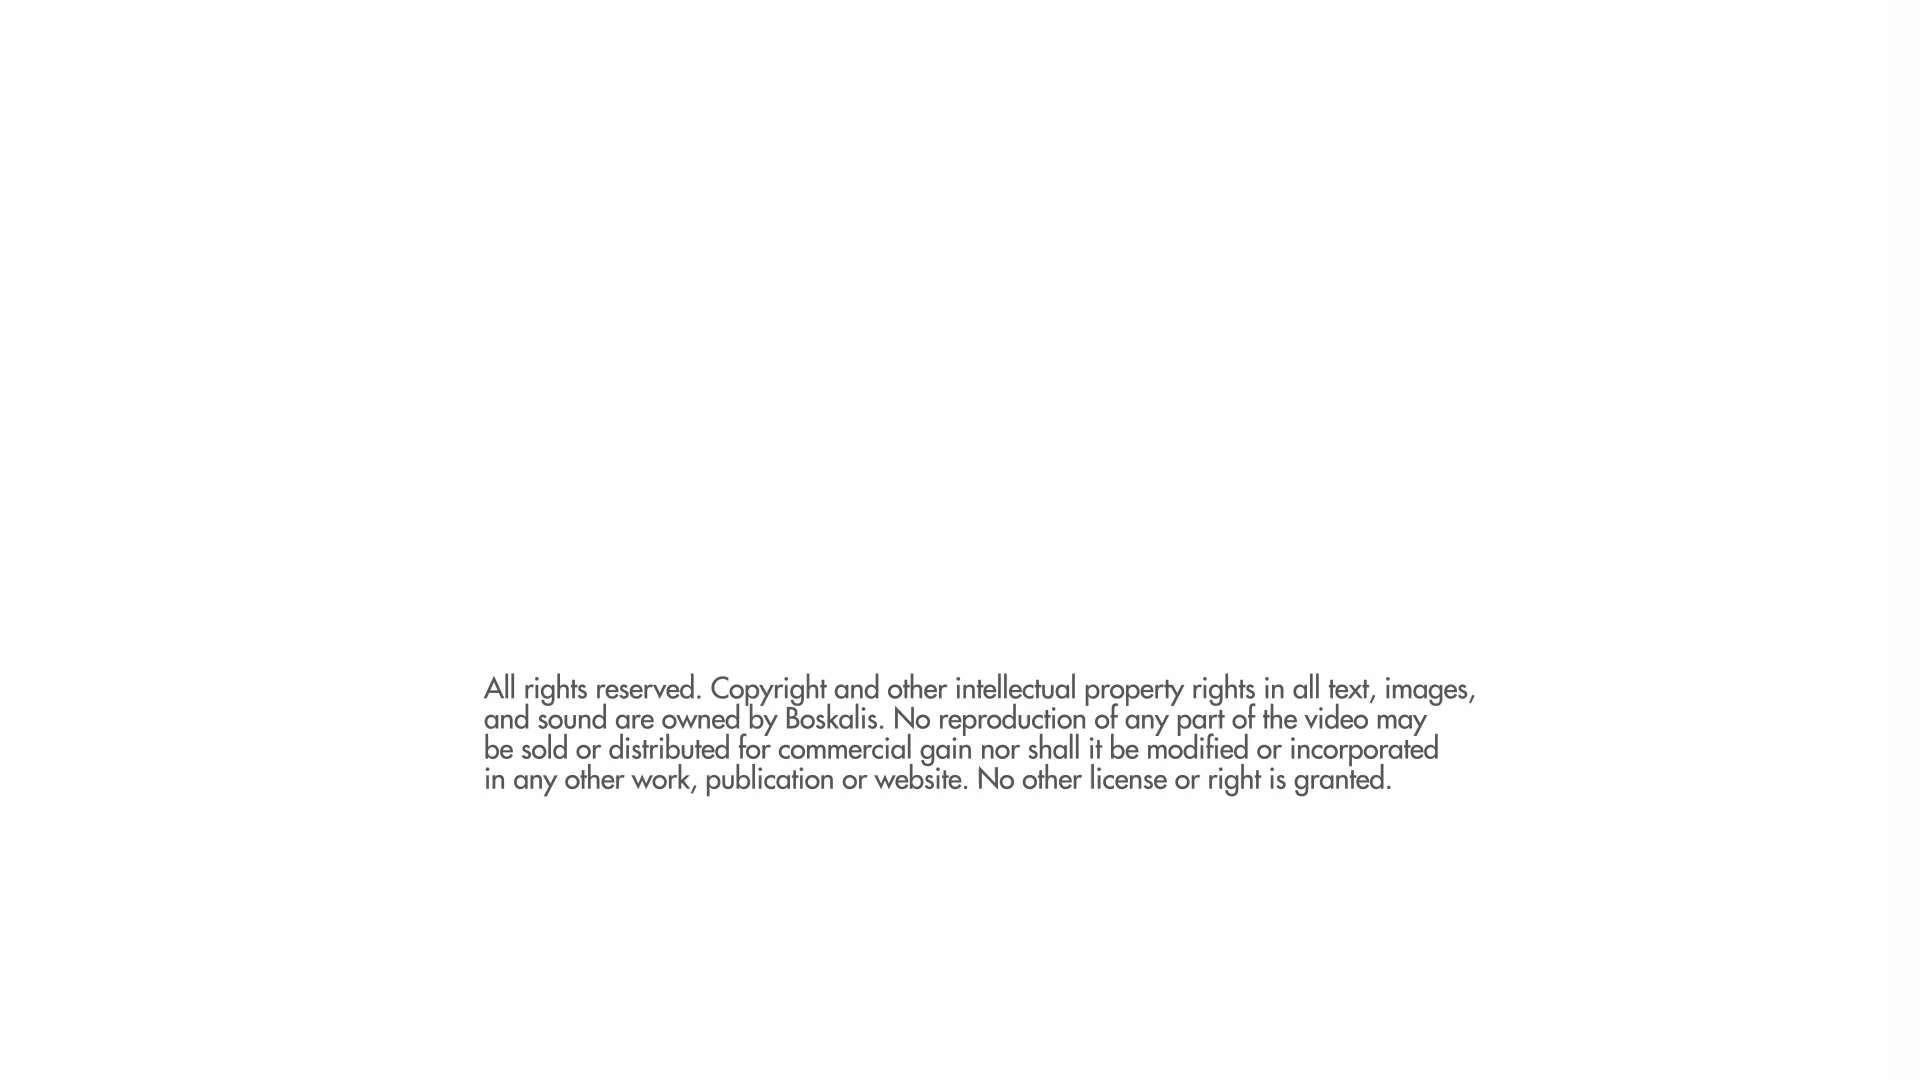 All rights reserved. Copyright and other intellectual property rights in all text, images,
and sound are owned by Boskalis. No reproduction of any part of the video may
be sold or distributed for commercial gain nor shall it be modified or incorporated
in any other work, publication or website. No other license or right is granted.